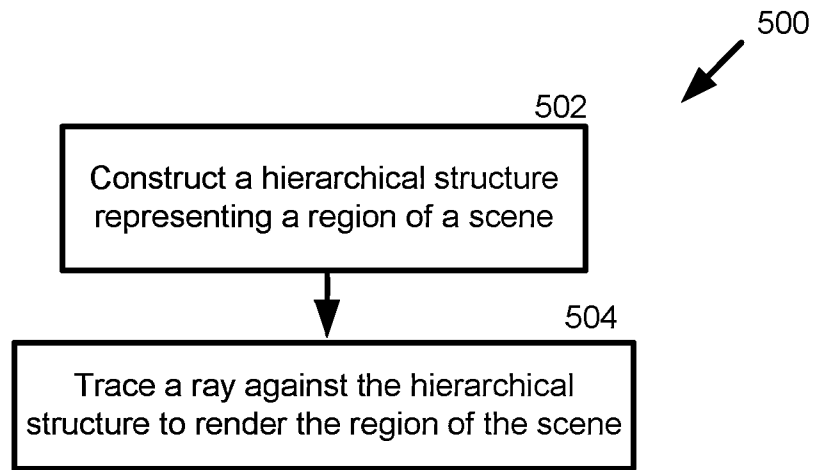 500
502
Construct a hierarchical structure
representing a region of a scene
504
Trace a ray against the hierarchical
structure to render the region of the scene